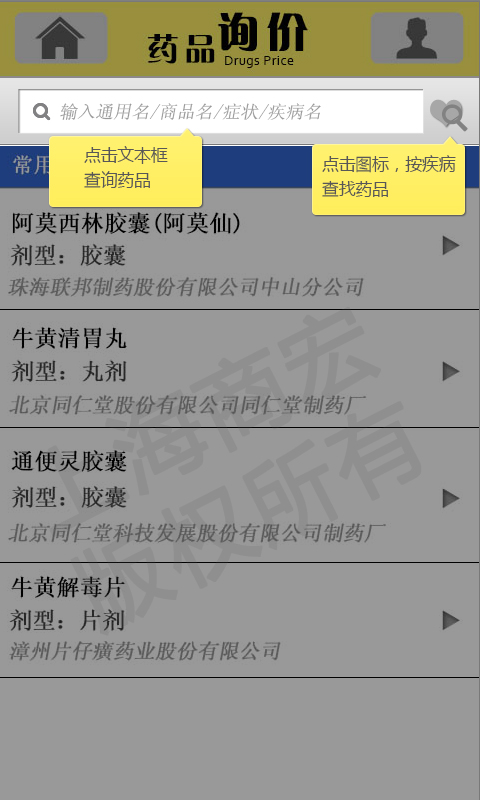 药品询价
Drugs Price
输入通用名/商品名/症状/疾病名
常用
点击文本框
查询药品
点击图标，按疾病
查找药品
阿莫西林胶囊(阿莫仙)
剂型：胶囊
珠海联邦制药股份有限公司中山分公司
牛黄清胃丸
剂型：丸剂
北京同仁堂股份有限公司同仁堂制药厂
通便灵胶囊
剂型：胶囊
北京同仁堂科技发展股份有限公司制药厂
牛黄解毒片
剂型：片剂
漳州片仔癀药业股份有限公司
上海商宏
版权所有